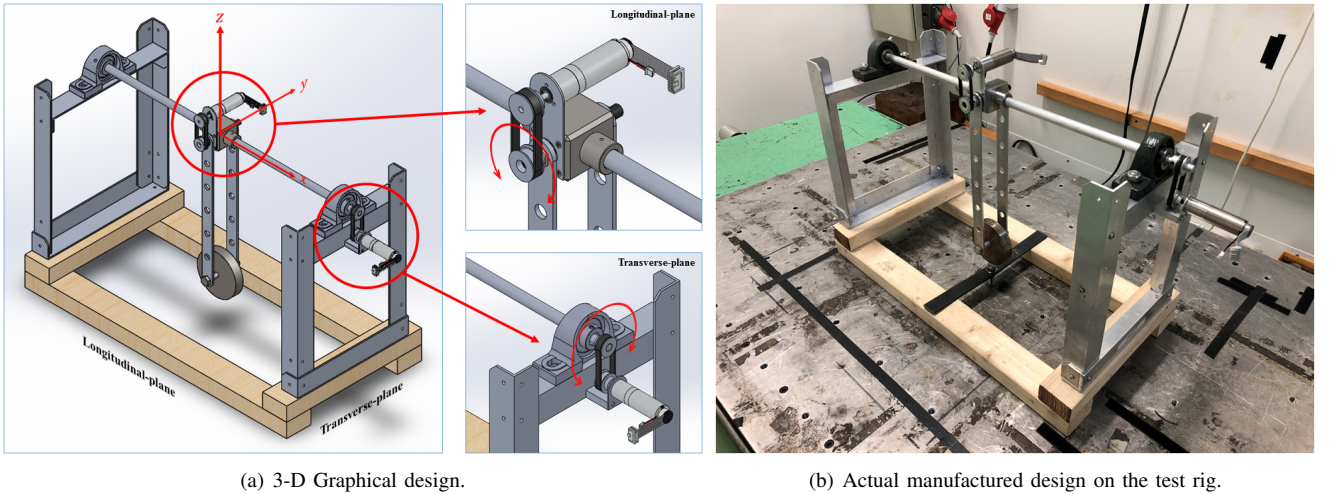 z
y
x
Longitudinal-plane
Transverse-plane
Longitudinal-plane
Transverse-plane
(a) 3-D Graphical design.
(b) Actual manufactured design on the test rig.